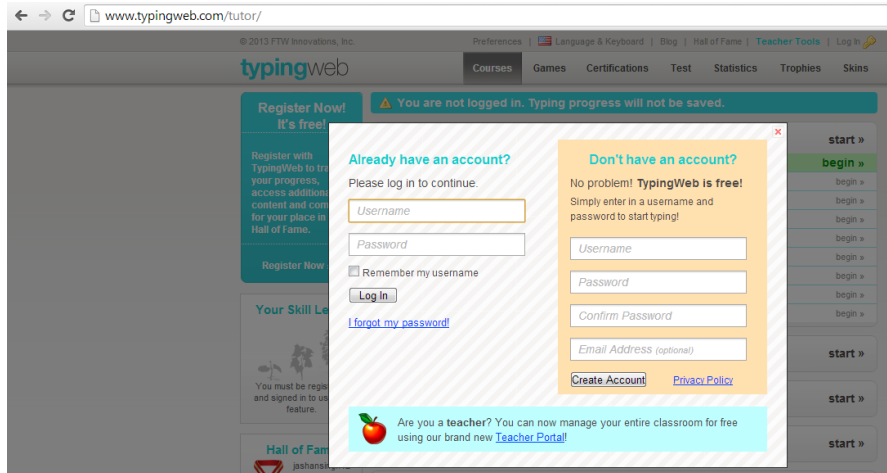 www.typingweb.com/tutor/
© 2013 FTW Innovations, Inc.
Preferences | Language & Keyboard | Blog | Hall of Fame | Teacher Tools | Log In
typingweb
Courses Games Certifications Test Statistics Trophies Skins
Register Now!
It's free!
Register with
TypingWeb to
your progress,
access
content and
for your place in
Hall of Fame.
Register Now
You are not logged in. Typing progress will not be saved.
Already have an account?
Please log in to continue.
Username
Password
Remember my username
Log In
I forgot my password!
Don't have an account?
No problem! TypingWeb is free!
Simply enter in a username and
password to start typing!
Username
Password
Confirm Password
Email Address (optional)
Create Account Privacy Policy
Are you a teacher? You can now manage your entire classroom for free
using our brand new Teacher Portal!
start »
begin »
begin »
begin »
begin »
begin »
begin »
begin »
begin »
begin »
start »
start »
start »
Your Skill
You must be
and signed in to
feature.
Hall of